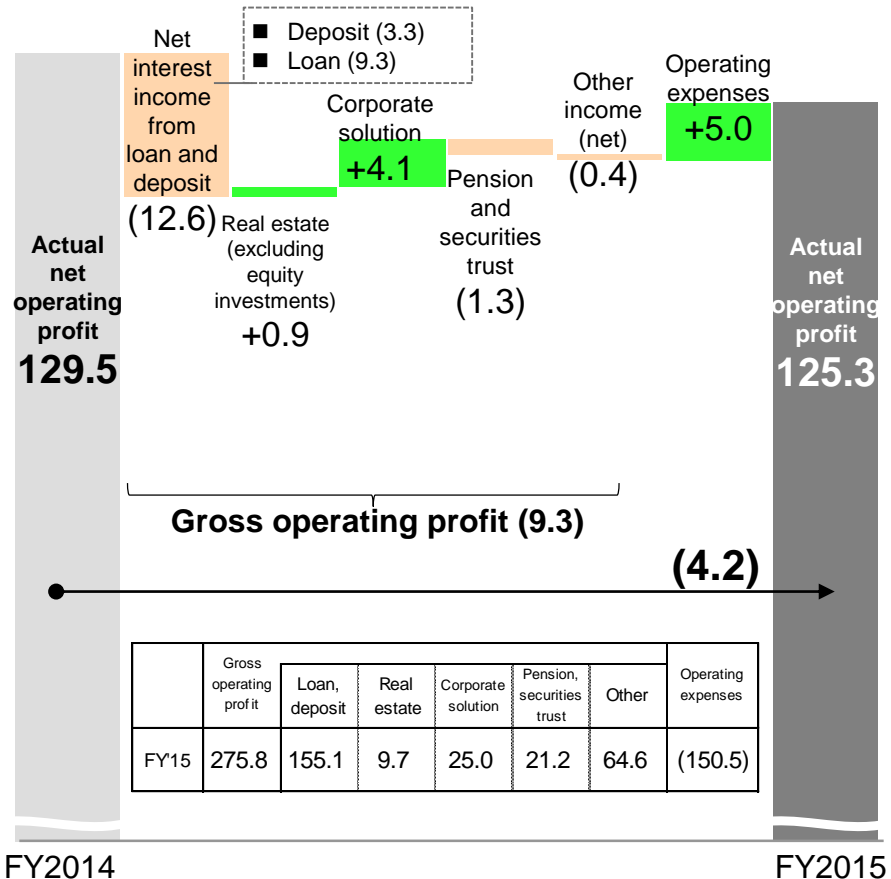 ■ Deposit (3.3)
■ Loan (9.3)
Net
interest
income
from
loan and
deposit
(12.6)
Real estate
(excluding
equity
investments)
+0.9
Corporate
solution
+4.1
Pension
and
securities
trust
(1.3)
Other
income
(net)
(0.4)
Operating
expenses
+5.0
Actual
net
operating
profit
129.5
Actual
net
operating
profit
125.3
Gross operating profit (9.3)
(4.2)
Gross
operating
profit
Loan,
deposit
Real
estate
Corporate
solution
Pension,
securities
trust
Other
Operating
expenses
FY'15 275.8 155.1 9.7 25.0 21.2 64.6 (150.5)
FY2014 FY2015